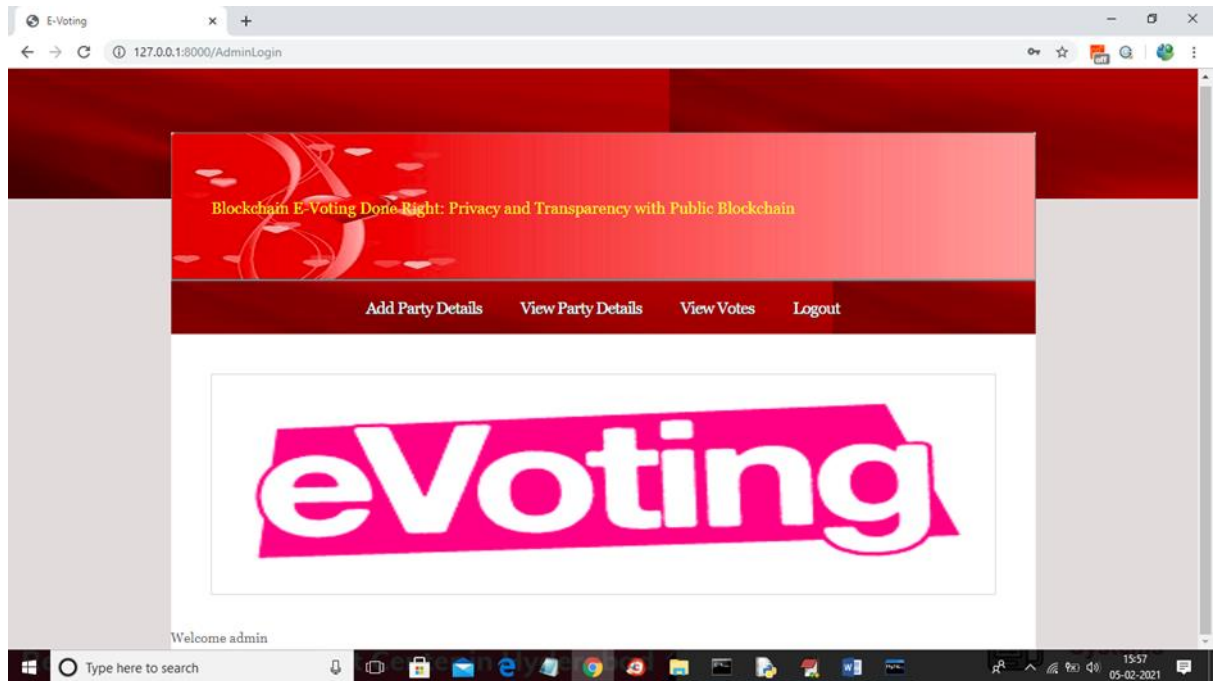 E-Voting
127.0.0.1:8000/AdminLogin
off
Blockchain E-Voting Done Right: Privacy and Transparency with Public Blockchain
Add Party Details View Party Details View Votes Logout
eVoting
Welcome admin
Type here to search
15:57
05-02-2021